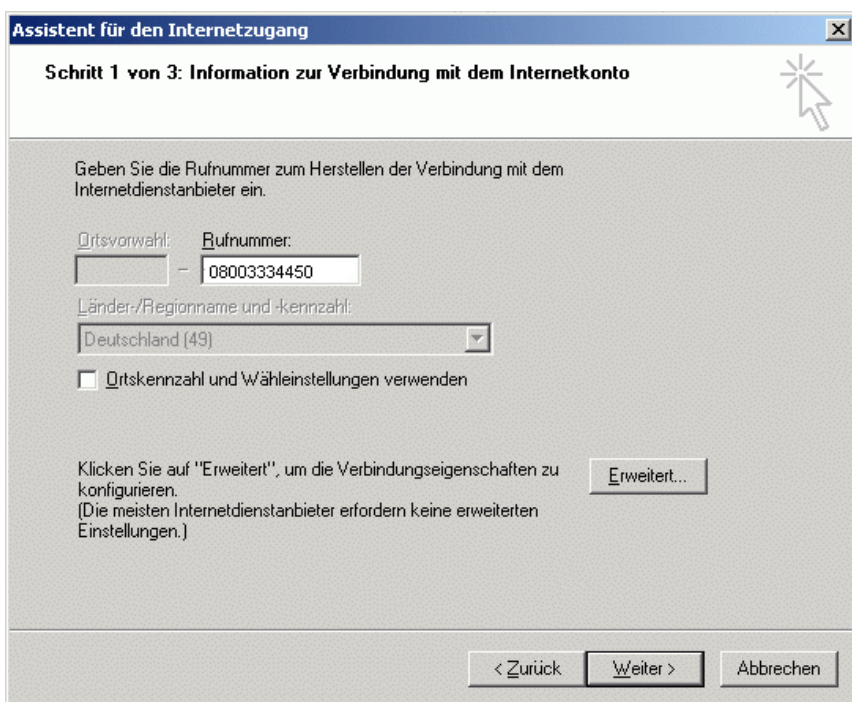 Assistent für den Internetzugang
Schritt 1 von 3: Information zur Verbindung mit dem Internetkonto
Geben Sie die Rufnummer zum Herstellen der Verbindung mit dem
Internetdienstanbieter ein.
Ortsvorwahl: Rufnummer:
– 08003334450
Länder-/Regionname und -kennzahl:
Deutschland (49)
Ortskennzahl und Wähleinstellungen verwenden
Klicken Sie auf "Erweitert", um die Verbindungseigenschaften zu
konfigurieren.
(Die meisten Internetdienstanbieter erfordern keine erweiterten
Einstellungen.)
Erweitert...
< Zurück Weiter > Abbrechen